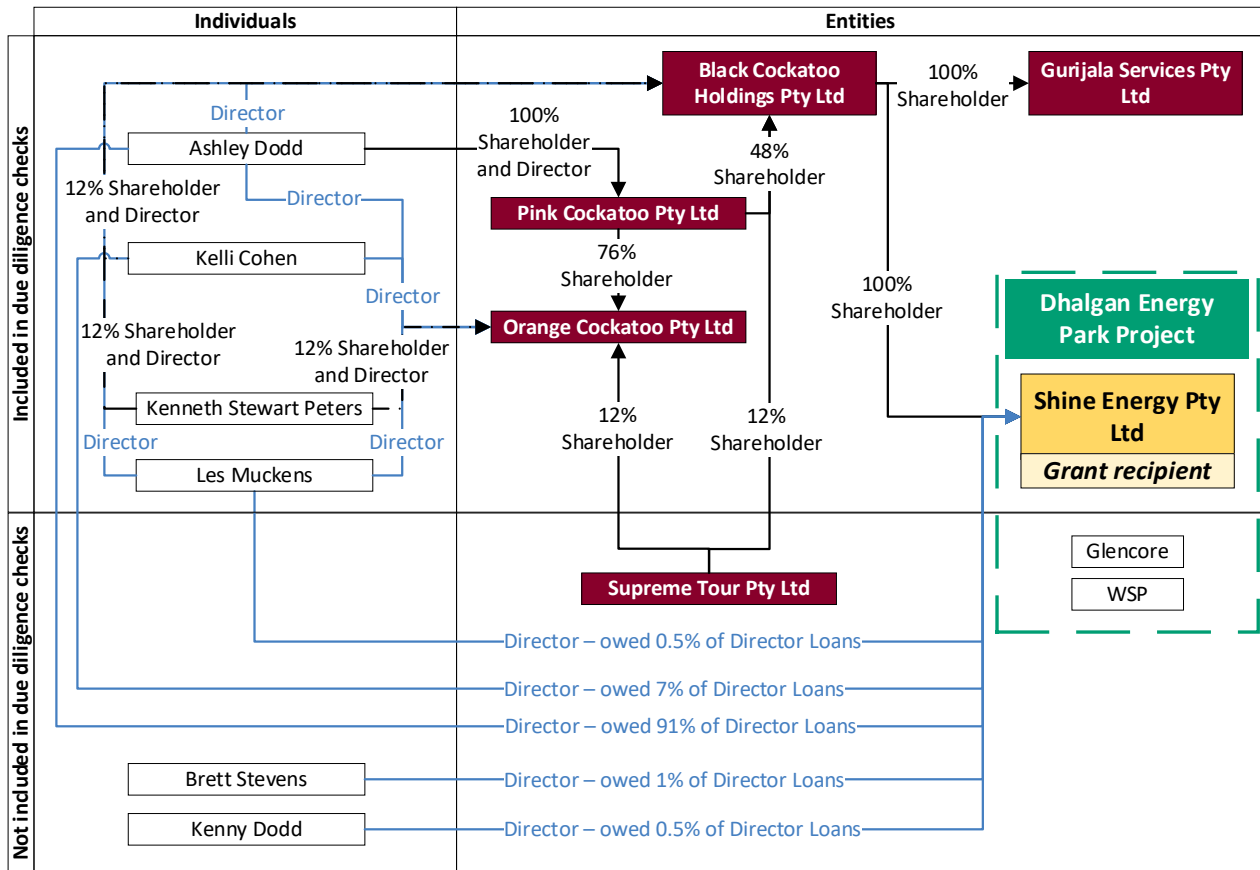 Individuals
Entities
Included in due diligence checks
Black Cockatoo
Holdings Pty Ltd
100%
Shareholder
Gurijala Services Pty
Ltd
Director
Ashley Dodd
100%
Shareholder
and Director
48%
Shareholder
12% Shareholder
and Director
Director
Pink Cockatoo Pty Ltd
Kelli Cohen
76%
Shareholder
100%
Shareholder
Director
Dhalgan Energy
Park Project
12% Shareholder
and Director
12% Shareholder
and Director
Orange Cockatoo Pty Ltd
Shine Energy Pty
Ltd
Grant recipient
Kenneth Stewart Peters
Director
Director
12%
Shareholder
12%
Shareholder
Les Muckens
Not included in due diligence checks
Glencore
WSP
Supreme Tour Pty Ltd
Director – owed 0.5% of Director Loans
Director – owed 7% of Director Loans
Director – owed 91% of Director Loans
Brett Stevens
Director – owed 1% of Director Loans
Kenny Dodd
Director – owed 0.5% of Director Loans